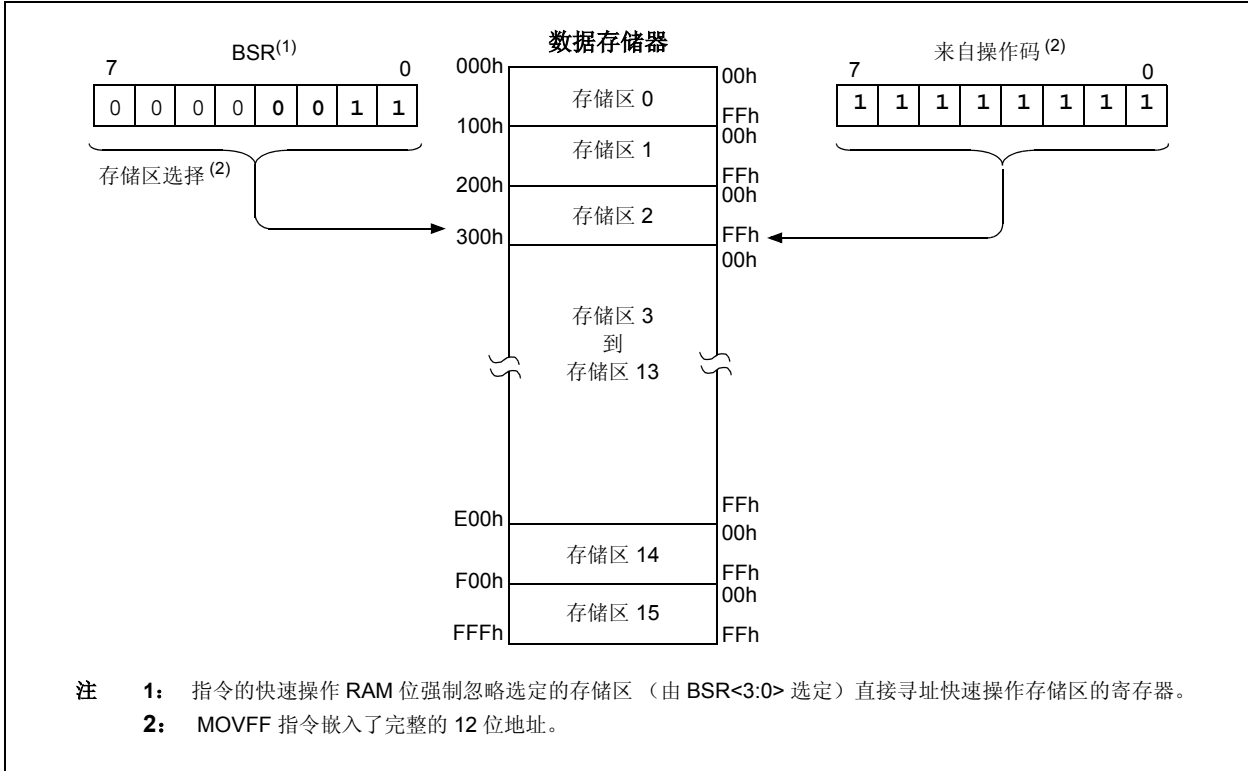 数据存储器
BSR(1)
7 0
0 0 0 0 0 0 1 1
存储区选择 (2)
来自操作码 (2)
7 0
1 1 1 1 1 1 1 1
000h
存储区 0
00h
FFh
100h
存储区 1
00h
FFh
200h
存储区 2
00h
FFh
300h
00h
存储区 3
到
存储区 13
FFh
E00h
00h
存储区 14
FFh
F00h
00h
存储区 15
FFFh
FFh
注 1： 指令的快速操作 RAM 位强制忽略选定的存储区 （由 BSR<3:0> 选定）直接寻址快速操作存储区的寄存器。
2： MOVFF 指令嵌入了完整的 12 位地址。